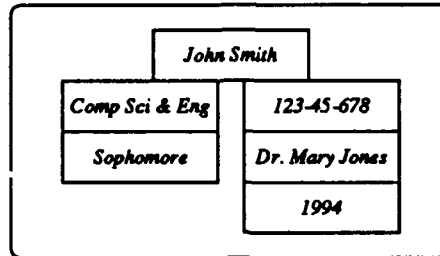 John Smith
Comp Sci & Eng
123-45-678
Sophomore
Dr. Mary Jones
1994